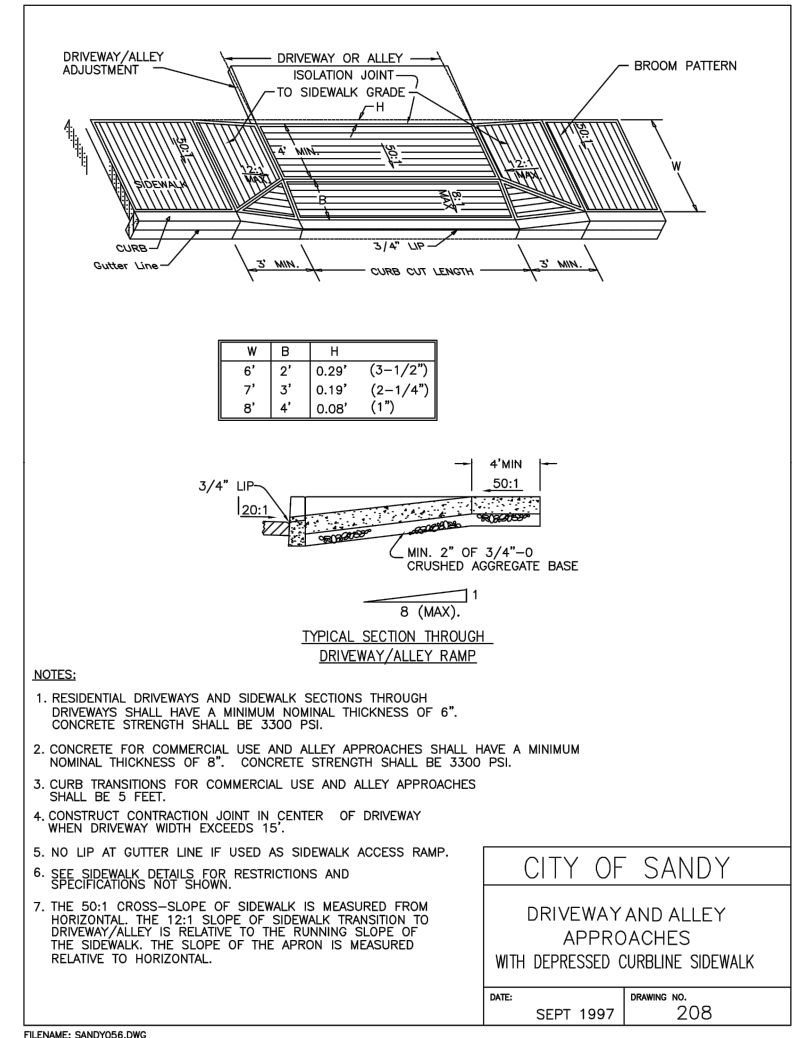 DRIVEWAY/ALLEY
ADJUSTMENT
DRIVEWAY OR ALLEY
ISOLATION JOINT
TO SIDEWALK GRADE
H
BROOM PATTERN
50:1
4' MIN.
50:1
50:1
12:1
MAX.
12:1
MAX.
W
SIDEWALK
B
8:1
MAX
CURB
Gutter Line
3/4" LIP
3' MIN.
CURB CUT LENGTH
3' MIN.
W B H
6' 2' 0.29' (3-1/2")
7' 3' 0.19' (2-1/4")
8' 4' 0.08' (1")
4'MIN
50:1
3/4" LIP
20:1
MIN. 2" OF 3/4"-0
CRUSHED AGGREGATE BASE
1
8 (MAX).
TYPICAL SECTION THROUGH
DRIVEWAY/ALLEY RAMP
NOTES:
1. RESIDENTIAL DRIVEWAYS AND SIDEWALK SECTIONS THROUGH
DRIVEWAYS SHALL HAVE A MINIMUM NOMINAL THICKNESS OF 6".
CONCRETE STRENGTH SHALL BE 3300 PSI.
2. CONCRETE FOR COMMERCIAL USE AND ALLEY APPROACHES SHALL HAVE A MINIMUM
NOMINAL THICKNESS OF 8". CONCRETE STRENGTH SHALL BE 3300 PSI.
3. CURB TRANSITIONS FOR COMMERCIAL USE AND ALLEY APPROACHES
SHALL BE 5 FEET.
4. CONSTRUCT CONTRACTION JOINT IN CENTER OF DRIVEWAY
WHEN DRIVEWAY WIDTH EXCEEDS 15'.
5. NO LIP AT GUTTER LINE IF USED AS SIDEWALK ACCESS RAMP.
6. SEE SIDEWALK DETAILS FOR RESTRICTIONS AND
SPECIFICATIONS NOT SHOWN.
7. THE 50:1 CROSS-SLOPE OF SIDEWALK IS MEASURED FROM
HORIZONTAL. THE 12:1 SLOPE OF SIDEWALK TRANSITION TO
DRIVEWAY/ALLEY IS RELATIVE TO THE RUNNING SLOPE OF
THE SIDEWALK. THE SLOPE OF THE APRON IS MEASURED
RELATIVE TO HORIZONTAL.
CITY OF SANDY
DRIVEWAY AND ALLEY
APPROACHES
WITH DEPRESSED CURBLINE SIDEWALK
DATE:
SEPT 1997
DRAWING NO.
208
FILENAME: SANDY056.DWG